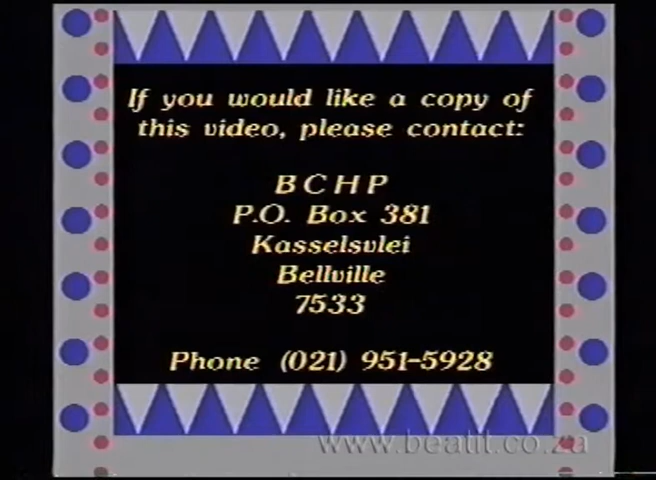 If you would like a copy of
this video, please contact:
BCHP
P.O. Box 381
Kasselsvlei
Bellville
7533
Phone (021) 951-5928
www.beatit.co.za